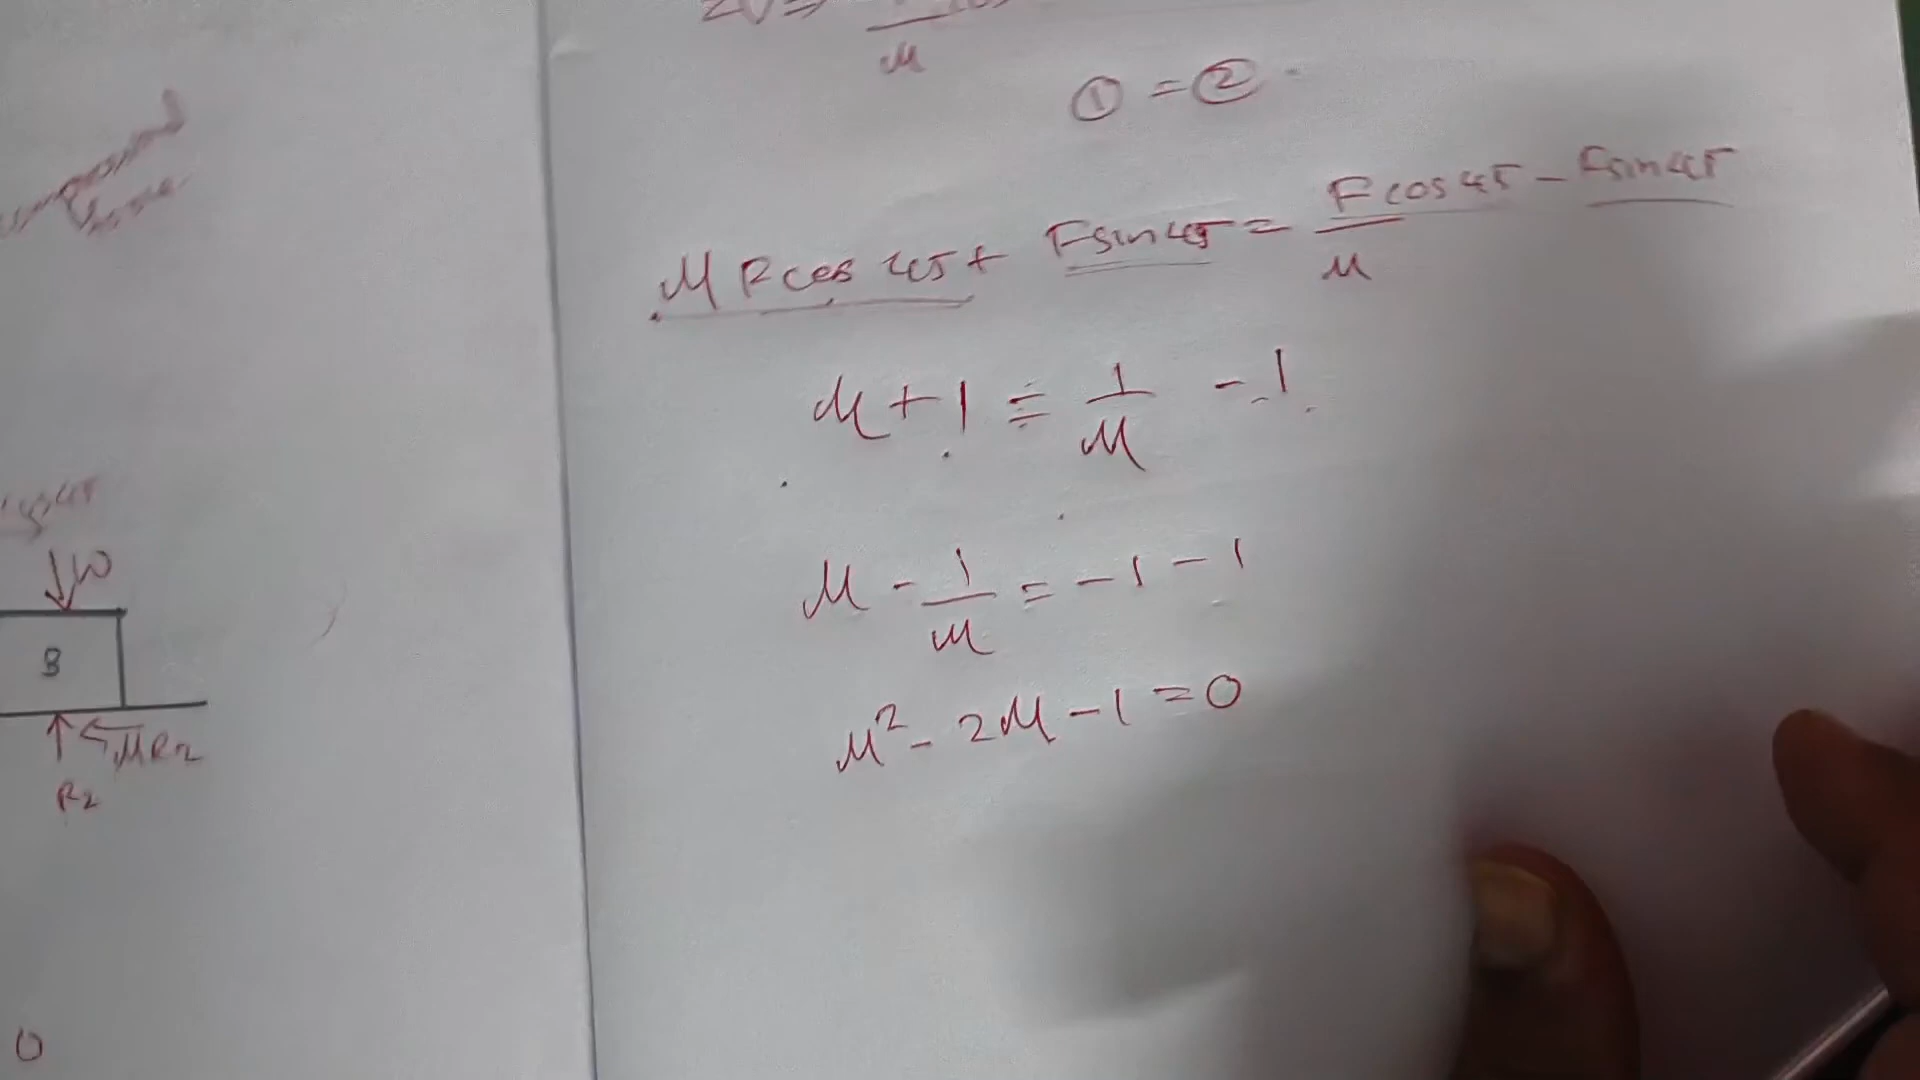 μ
① = ②
μ F cos 45 + F sin 45 = F cos 45 / μ - F sin 45
μ + 1 = 1/μ - 1
μ - 1/μ = -1 - 1
μ² - 2μ - 1 = 0
W
B
μR2
R2
0